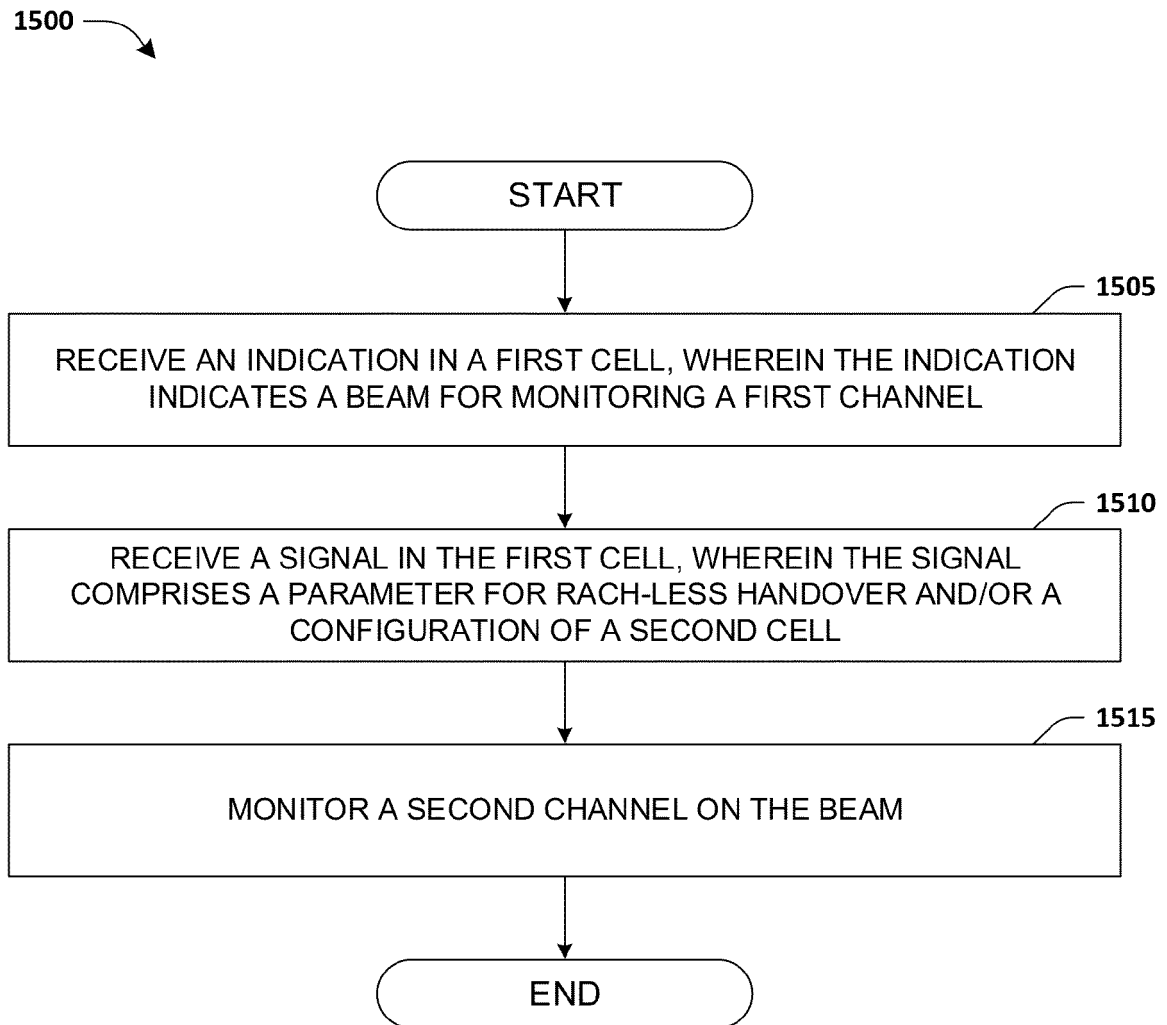 1500
START
1505
RECEIVE AN INDICATION IN A FIRST CELL, WHEREIN THE INDICATION
INDICATES A BEAM FOR MONITORING A FIRST CHANNEL
1510
RECEIVE A SIGNAL IN THE FIRST CELL, WHEREIN THE SIGNAL
COMPRISES A PARAMETER FOR RACH-LESS HANDOVER AND/OR A
CONFIGURATION OF A SECOND CELL
1515
MONITOR A SECOND CHANNEL ON THE BEAM
END